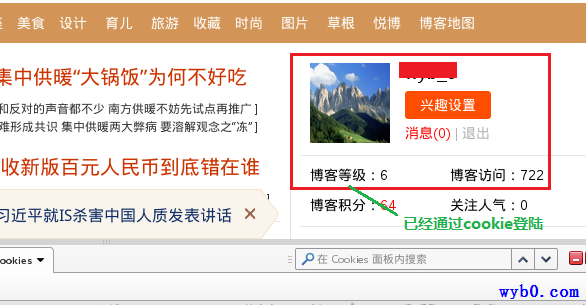 美食 设计 育儿 旅游 收藏 时尚 图片 草根 悦博 博客地图
集中供暖“大锅饭”为何不好吃
和反对的声音都不少 南方供暖不妨先试点再推广 ]
难形成共识 集中供暖两大弊病 要溶解观念之“冻” ]
收新版百元人民币到底错在谁
习近平就IS杀害中国人质发表讲话 ×
兴趣设置
消息(0) | 退出
博客等级：6 博客访问：722
博客积分：64 关注人气：0
已经通过cookie登陆
ookies
在 Cookies 面板内搜索
wyb0.com